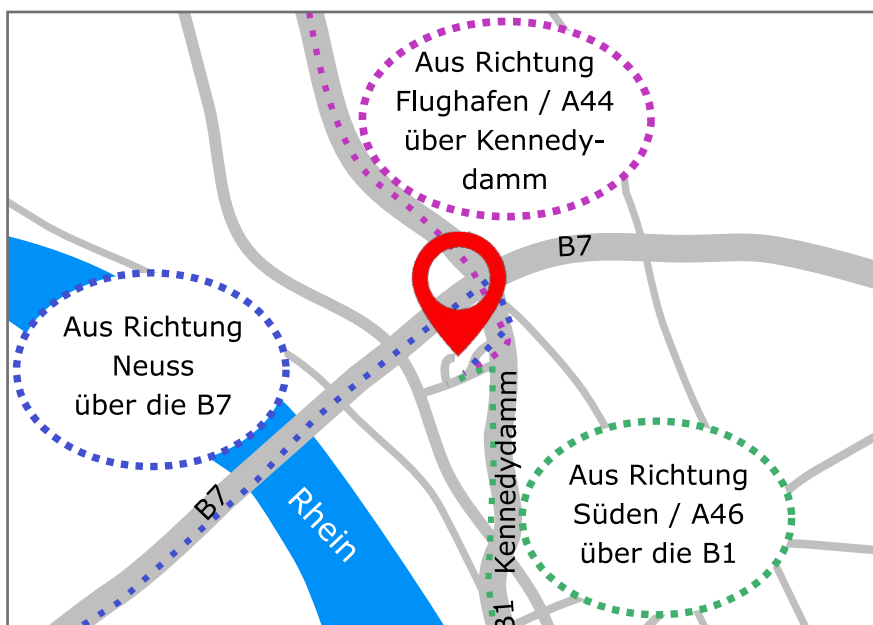 Aus Richtung
Flughafen / A44
über Kennedy-
damm
B7
Aus Richtung
Neuss
über die B7
B7
Rhein
Kennedydamm
B1
Aus Richtung
Süden / A46
über die B1